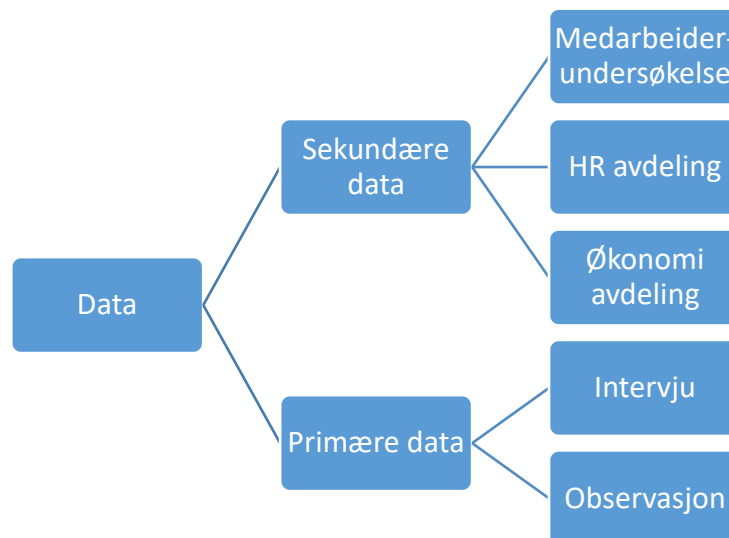 Data
Sekundære
data
Medarbeider-
undersøkelse
HR avdeling
Økonomi
avdeling
Primære data
Intervju
Observasjon